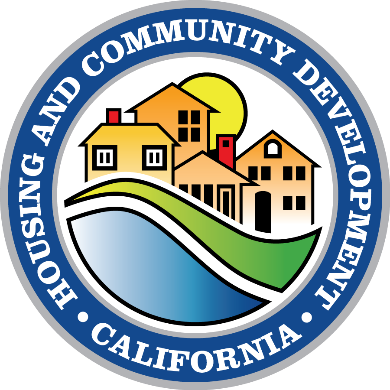 HOUSING AND COMMUNITY DEVELOPMENT
• CALIFORNIA •